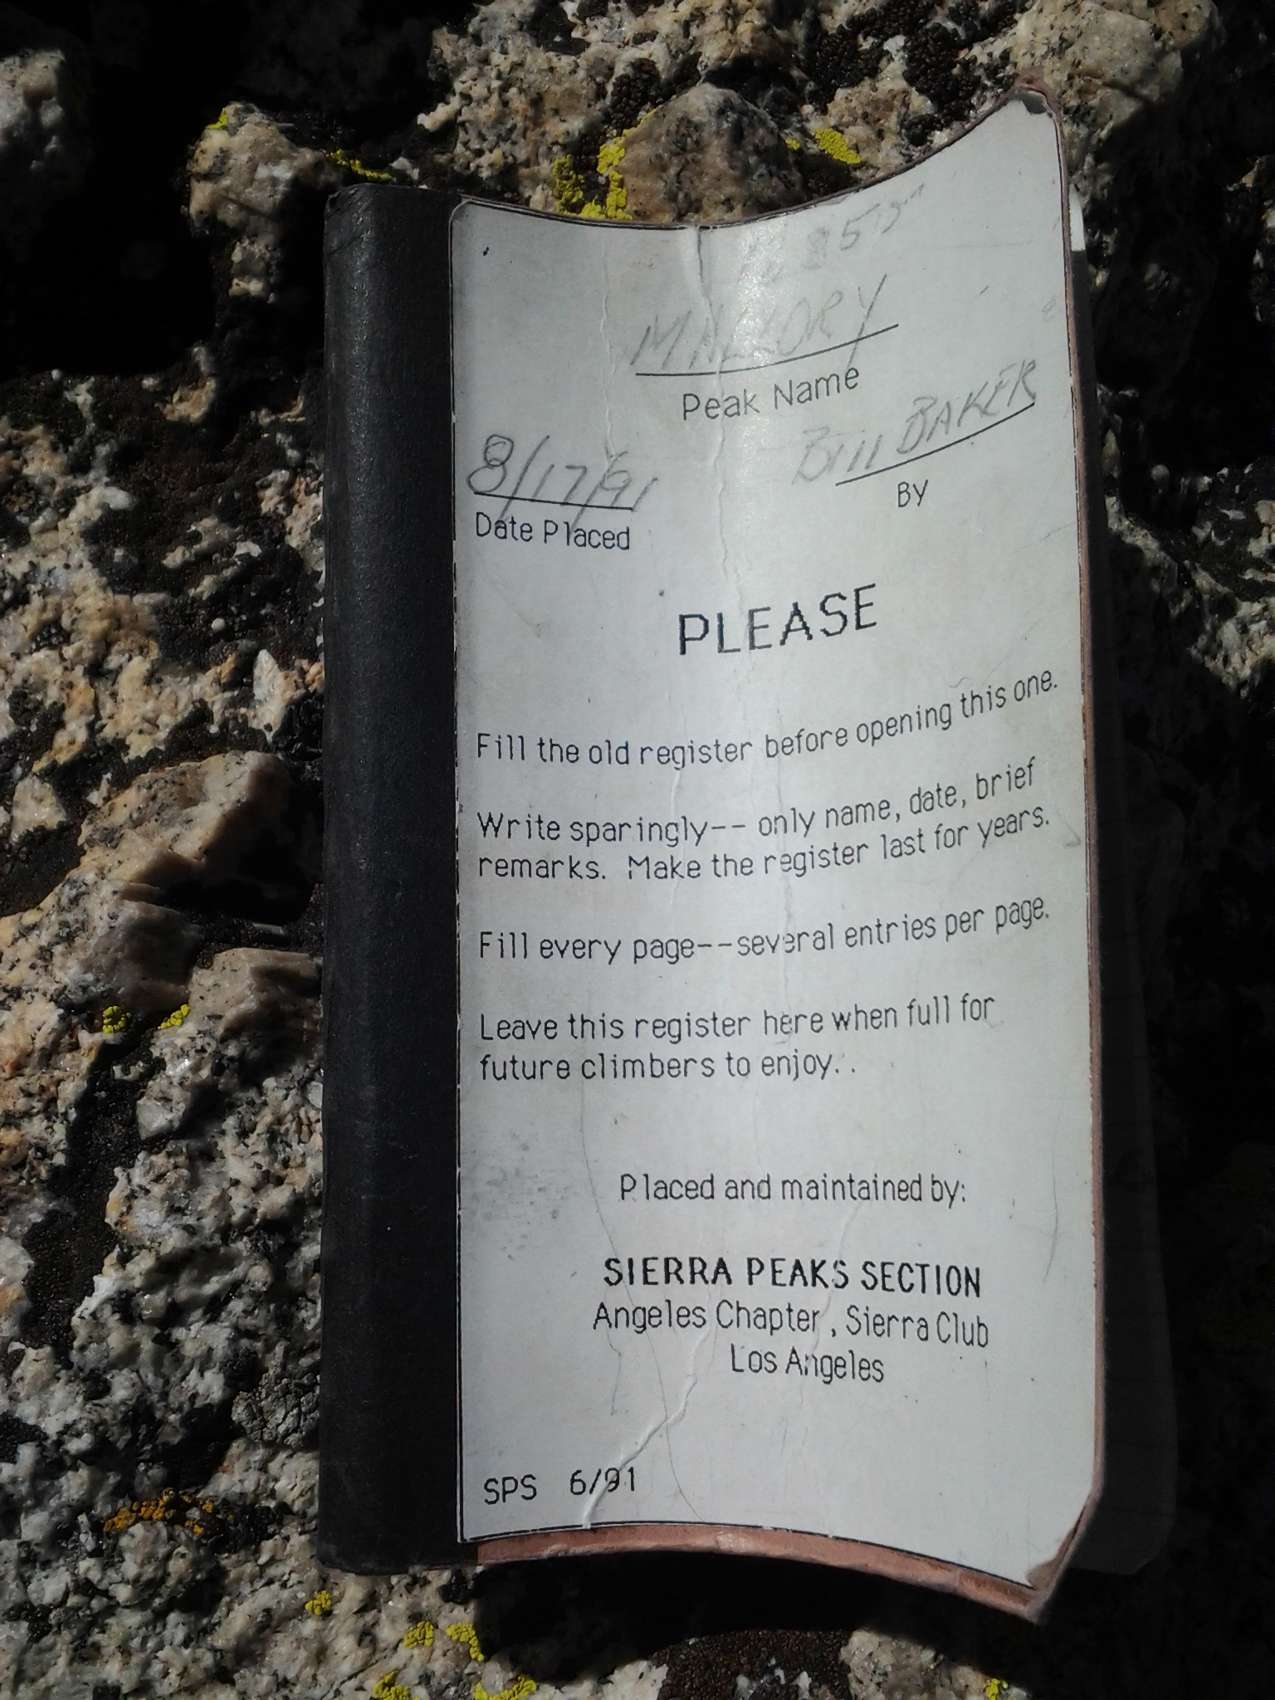 MALLORY
Peak Name
8/17/91
Bill BAKER
Date Placed
By
PLEASE
Fill the old register before opening this one.
Write sparingly-- only name, date, brief
remarks. Make the register last for years.
Fill every page--several entries per page.
Leave this register here when full for
future climbers to enjoy..
Placed and maintained by:
SIERRA PEAKS SECTION
Angeles Chapter, Sierra Club
Los Angeles
SPS 6/91